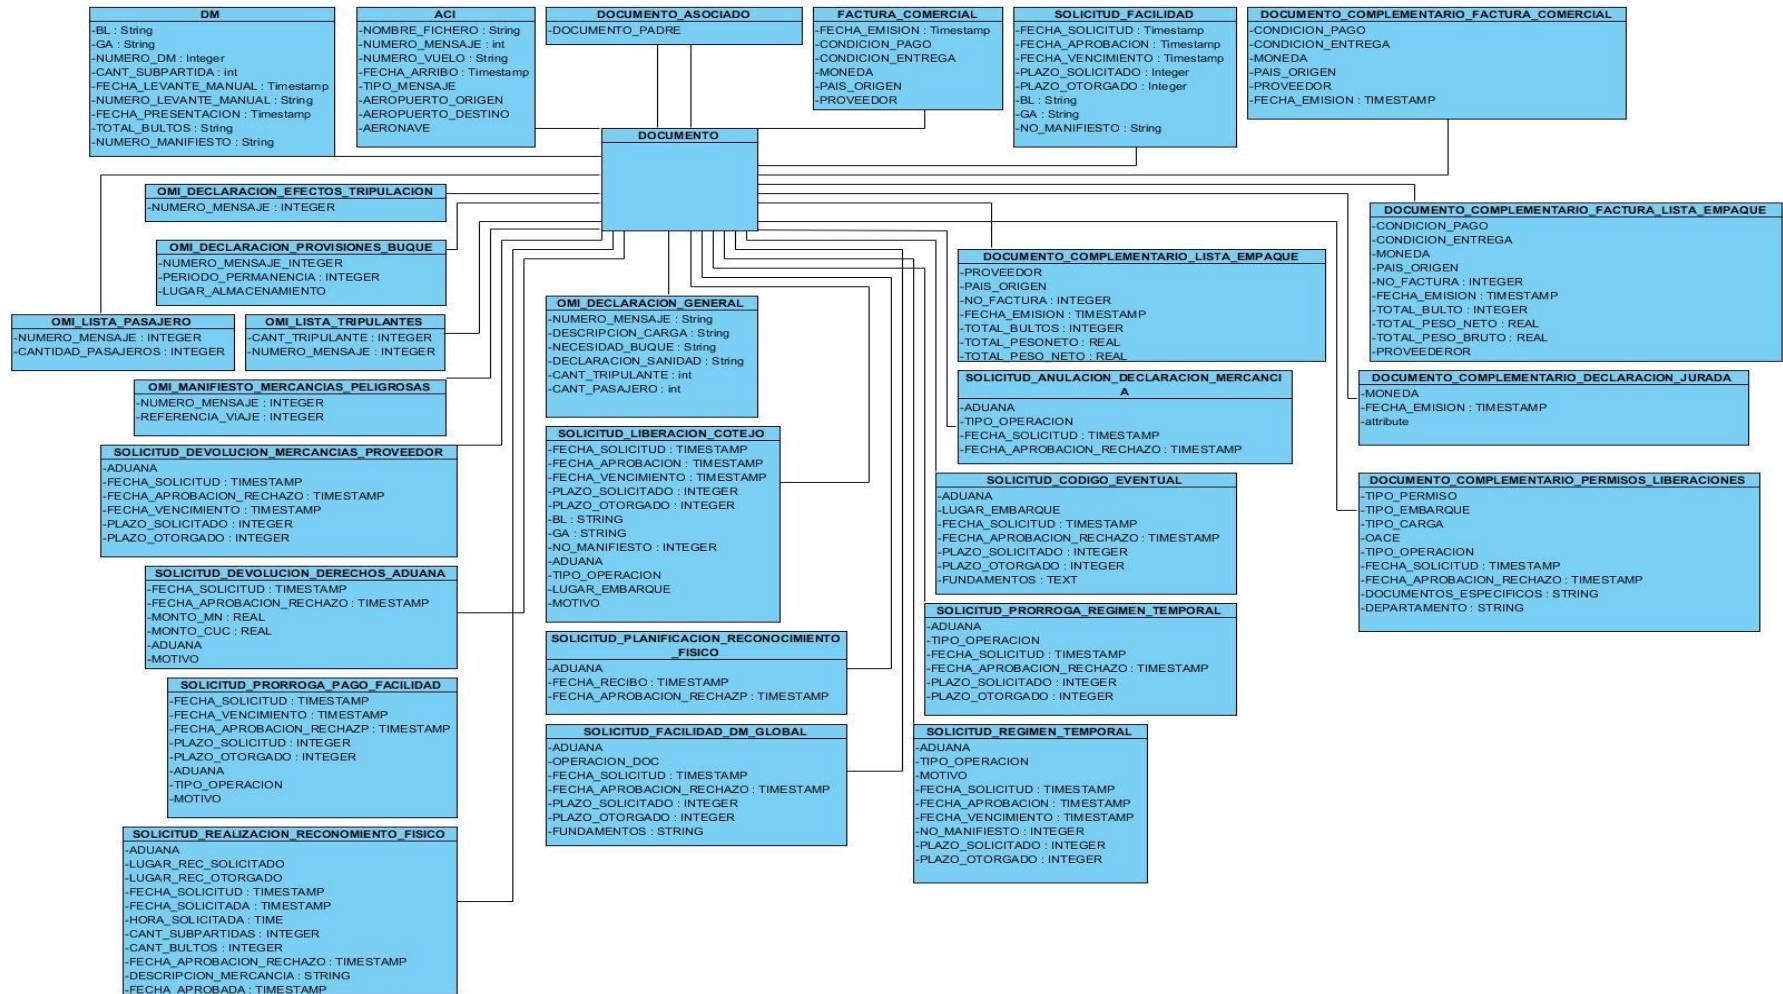 DM
-BL : String
-GA : String
-NUMERO_DM : Integer
-CANT_SUBPARTIDA : int
-FECHA_LEVANTE_MANUAL : Timestamp
-NUMERO_LEVANTE_MANUAL : String
-FECHA_PRESENTACION : Timestamp
-TOTAL_BULTOS : String
-NUMERO_MANIFIESTO : String
ACI
-NOMBRE_FICHERO : String
-NUMERO_MENSAJE : int
-NUMERO_VUELO : String
-FECHA_ARRIBO : Timestamp
-TIPO_MENSAJE
-AEROPUERTO_ORIGEN
-AEROPUERTO_DESTINO
-AERONAVE
DOCUMENTO_ASOCIADO
-DOCUMENTO_PADRE
FACTURA_COMERCIAL
-FECHA_EMISION : Timestamp
-CONDICION_PAGO
-CONDICION_ENTREGA
-MONEDA
-PAIS_ORIGEN
-PROVEEDOR
SOLICITUD_FACILIDAD
-FECHA_SOLICITUD : Timestamp
-FECHA_APROBACION : Timestamp
-FECHA_VENCIMIENTO : Timestamp
-PLAZO_SOLICITADO : Integer
-PLAZO_OTORGADO : Integer
-BL : String
-GA : String
-NO_MANIFIESTO : String
DOCUMENTO_COMPLEMENTARIO_FACTURA_COMERCIAL
-CONDICION_PAGO
-CONDICION_ENTREGA
-MONEDA
-PAIS_ORIGEN
-PROVEEDOR
-FECHA_EMISION : TIMESTAMP
DOCUMENTO
OMI_DECLARACION_EFECTOS_TRIPULACION
-NUMERO_MENSAJE : INTEGER
OMI_DECLARACION_PROVISIONES_BUQUE
-NUMERO_MENSAJE_INTEGER
-PERIODO_PERMANENCIA : INTEGER
-LUGAR_ALMACENAMIENTO
OMI_LISTA_PASAJERO
-NUMERO_MENSAJE : INTEGER
-CANTIDAD_PASAJEROS : INTEGER
OMI_LISTA_TRIPULANTES
-CANT_TRIPULANTE : INTEGER
-NUMERO_MENSAJE : INTEGER
OMI_MANIFIESTO_MERCANCIAS_PELIGROSAS
-NUMERO_MENSAJE : INTEGER
-REFERENCIA_VIAJE : INTEGER
SOLICITUD_DEVOLUCION_MERCANCIAS_PROVEEDOR
-ADUANA
-FECHA_SOLICITUD : TIMESTAMP
-FECHA_APROBACION_RECHAZO : TIMESTAMP
-FECHA_VENCIMIENTO : TIMESTAMP
-PLAZO_SOLICITADO : INTEGER
-PLAZO_OTORGADO : INTEGER
SOLICITUD_DEVOLUCION_DERECHOS_ADUANA
-FECHA_SOLICITUD : TIMESTAMP
-FECHA_APROBACION_RECHAZO : TIMESTAMP
-MONTO_MN : REAL
-MONTO_CUC : REAL
-ADUANA
-MOTIVO
SOLICITUD_PRORROGA_PAGO_FACILIDAD
-FECHA_SOLICITUD : TIMESTAMP
-FECHA_VENCIMIENTO : TIMESTAMP
-FECHA_APROBACION_RECHAZP : TIMESTAMP
-PLAZO_SOLICITUD : INTEGER
-PLAZO_OTORGADO : INTEGER
-ADUANA
-TIPO_OPERACION
-MOTIVO
SOLICITUD_REALIZACION_RECONOMIENTO_FISICO
-ADUANA
-LUGAR_REC_SOLICITADO
-LUGAR_REC_OTORGADO
-FECHA_SOLICITUD : TIMESTAMP
-FECHA_SOLICITADA : TIMESTAMP
-HORA_SOLICITADA : TIME
-CANT_SUBPARTIDAS : INTEGER
-CANT_BULTOS : INTEGER
-FECHA_APROBACION_RECHAZO : TIMESTAMP
-DESCRIPCION_MERCANCIA : STRING
-FECHA_APROBADA : TIMESTAMP
OMI_DECLARACION_GENERAL
-NUMERO_MENSAJE : String
-DESCRIPCION_CARGA : String
-NECESIDAD_BUQUE : String
-DECLARACION_SANIDAD : String
-CANT_TRIPULANTE : int
-CANT_PASAJERO : int
SOLICITUD_LIBERACION_COTEJO
-FECHA_SOLICITUD : TIMESTAMP
-FECHA_APROBACION : TIMESTAMP
-FECHA_VENCIMIENTO : TIMESTAMP
-PLAZO_SOLICITADO : INTEGER
-PLAZO_OTORGADO : INTEGER
-BL : STRING
-GA : STRING
-NO_MANIFIESTO : INTEGER
-ADUANA
-TIPO_OPERACION
-LUGAR_EMBARQUE
-MOTIVO
SOLICITUD_PLANIFICACION_RECONOCIMIENTO
_FISICO
-ADUANA
-FECHA_RECIBO : TIMESTAMP
-FECHA_APROBACION_RECHAZP : TIMESTAMP
SOLICITUD_FACILIDAD_DM_GLOBAL
-ADUANA
-OPERACION_DOC
-FECHA_SOLICITUD : TIMESTAMP
-FECHA_APROBACION_RECHAZO : TIMESTAMP
-PLAZO_SOLICITADO : INTEGER
-PLAZO_OTORGADO : INTEGER
-FUNDAMENTOS : STRING
DOCUMENTO_COMPLEMENTARIO_LISTA_EMPAQUE
-PROVEEDOR
-PAIS_ORIGEN
-NO_FACTURA : INTEGER
-FECHA_EMISION : TIMESTAMP
-TOTAL_BULTOS : INTEGER
-TOTAL_PESONETO : REAL
-TOTAL_PESO_NETO : REAL
SOLICITUD_ANULACION_DECLARACION_MERCANCI
A
-ADUANA
-TIPO_OPERACION
-FECHA_SOLICITUD : TIMESTAMP
-FECHA_APROBACION_RECHAZO : TIMESTAMP
SOLICITUD_CODIGO_EVENTUAL
-ADUANA
-LUGAR_EMBARQUE
-FECHA_SOLICITUD : TIMESTAMP
-FECHA_APROBACION_RECHAZO : TIMESTAMP
-PLAZO_SOLICITADO : INTEGER
-PLAZO_OTORGADO : INTEGER
-FUNDAMENTOS : TEXT
SOLICITUD_PRORROGA_REGIMEN_TEMPORAL
-ADUANA
-TIPO_OPERACION
-FECHA_SOLICITUD : TIMESTAMP
-FECHA_APROBACION_RECHAZO : TIMESTAMP
-PLAZO_SOLICITADO : INTEGER
-PLAZO_OTORGADO : INTEGER
SOLICITUD_REGIMEN_TEMPORAL
-ADUANA
-TIPO_OPERACION
-MOTIVO
-FECHA_SOLICITUD : TIMESTAMP
-FECHA_APROBACION : TIMESTAMP
-FECHA_VENCIMIENTO : TIMESTAMP
-NO_MANIFIESTO : INTEGER
-PLAZO_SOLICITADO : INTEGER
-PLAZO_OTORGADO : INTEGER
DOCUMENTO_COMPLEMENTARIO_FACTURA_LISTA_EMPAQUE
-CONDICION_PAGO
-CONDICION_ENTREGA
-MONEDA
-PAIS_ORIGEN
-NO_FACTURA : INTEGER
-FECHA_EMISION : TIMESTAMP
-TOTAL_BULTO : INTEGER
-TOTAL_PESO_NETO : REAL
-TOTAL_PESO_BRUTO : REAL
-PROVEEDEROR
DOCUMENTO_COMPLEMENTARIO_DECLARACION_JURADA
-MONEDA
-FECHA_EMISION : TIMESTAMP
-attribute
DOCUMENTO_COMPLEMENTARIO_PERMISOS_LIBERACIONES
-TIPO_PERMISO
-TIPO_EMBARQUE
-TIPO_CARGA
-OACE
-TIPO_OPERACION
-FECHA_SOLICITUD : TIMESTAMP
-FECHA_APROBACION_RECHAZO : TIMESTAMP
-DOCUMENTOS_ESPECIFICOS : STRING
-DEPARTAMENTO : STRING